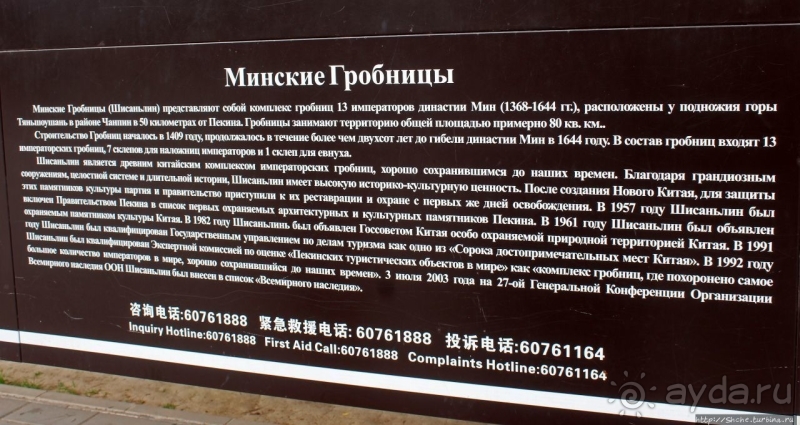 Минские Гробницы
Минские Гробницы (Шисаньлин) представляют собой комплекс гробниц 13 императоров династии Мин (1368-1644 гг.), расположены у подножия горы
Тяньшоушань в районе Чанпин в 50 километрах от Пекина. Гробницы занимают территорию общей площадью примерно 80 кв. км..
Строительство Гробниц началось в 1409 году, продолжалось в течение более чем двухсот лет до гибели династии Мин в 1644 году. В состав гробниц входят 13
императорских гробниц, 7 склепов для наложниц императоров и 1 склеп для евнуха.
Шисаньлин является древним китайским комплексом императорских гробниц, хорошо сохранившимся до наших времен. Благодаря грандиозным
сооружениям, целостной системе и длительной истории, Шисаньлин имеет высокую историко-культурную ценность. После создания Нового Китая, для защиты
этих памятников культуры партия и правительство приступили к их реставрации и охране с первых же дней освобождения. В 1957 году Шисаньлин был
включен Правительством Пекина в список первых охраняемых архитектурных и культурных памятников Пекина. В 1961 году Шисаньлин был объявлен
охраняемым памятником культуры Китая. В 1982 году Шисаньлинь был объявлен Госсоветом Китая особо охраняемой природной территорией Китая. В 1991
году Шисаньлин был квалифицирован Государственным управлением по делам туризма как одно из «Сорока достопримечательных мест Китая». В 1992 году
Шисаньлин был квалифицирован Экспертной комиссией по оценке «Пекинских туристических объектов в мире» как «комплекс гробниц, где похоронено самое
большое количество императоров в мире, хорошо сохранившийся до наших времен». 3 июля 2003 года на 27-ой Генеральной Конференции Организации
Всемирного наследия ООН Шисаньлин был внесен в список «Всемирного наследия».
咨询电话:60761888 紧急救援电话: 60761888 投诉电话:60761164
Inquiry Hotline:60761888 First Aid Call:60761888 Complaints Hotline:60761164
ayda.ru
https://Shche.turbina.ru